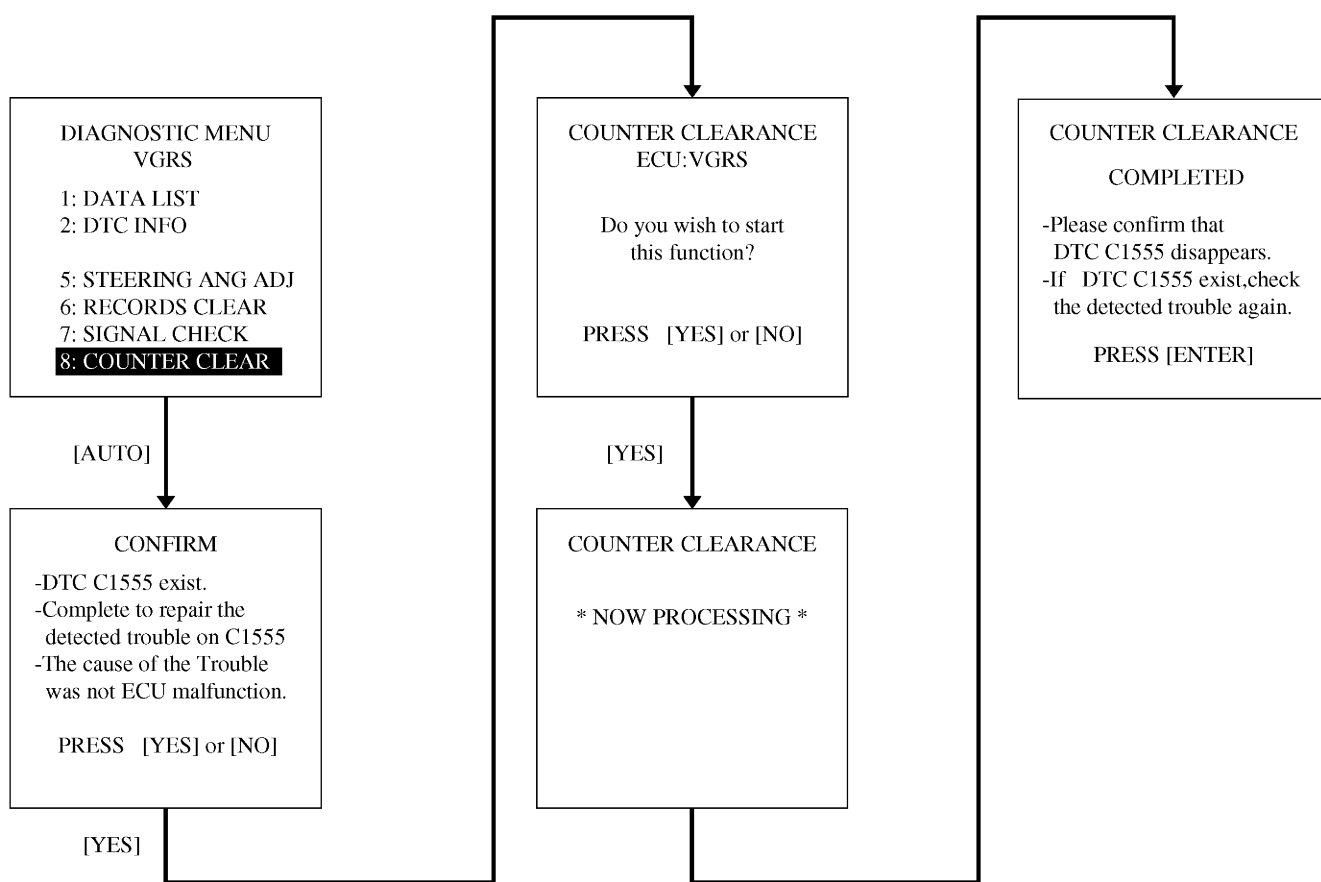 DIAGNOSTIC MENU
VGRS
1: DATA LIST
2: DTC INFO
5: STEERING ANG ADJ
6: RECORDS CLEAR
7: SIGNAL CHECK
8: COUNTER CLEAR
[AUTO]
CONFIRM
-DTC C1555 exist.
-Complete to repair the
detected trouble on C1555
-The cause of the Trouble
was not ECU malfunction.
PRESS [YES] or [NO]
[YES]
COUNTER CLEARANCE
ECU:VGRS
Do you wish to start
this function?
PRESS [YES] or [NO]
[YES]
COUNTER CLEARANCE
* NOW PROCESSING *
COUNTER CLEARANCE
COMPLETED
-Please confirm that
DTC C1555 disappears.
-If DTC C1555 exist,check
the detected trouble again.
PRESS [ENTER]